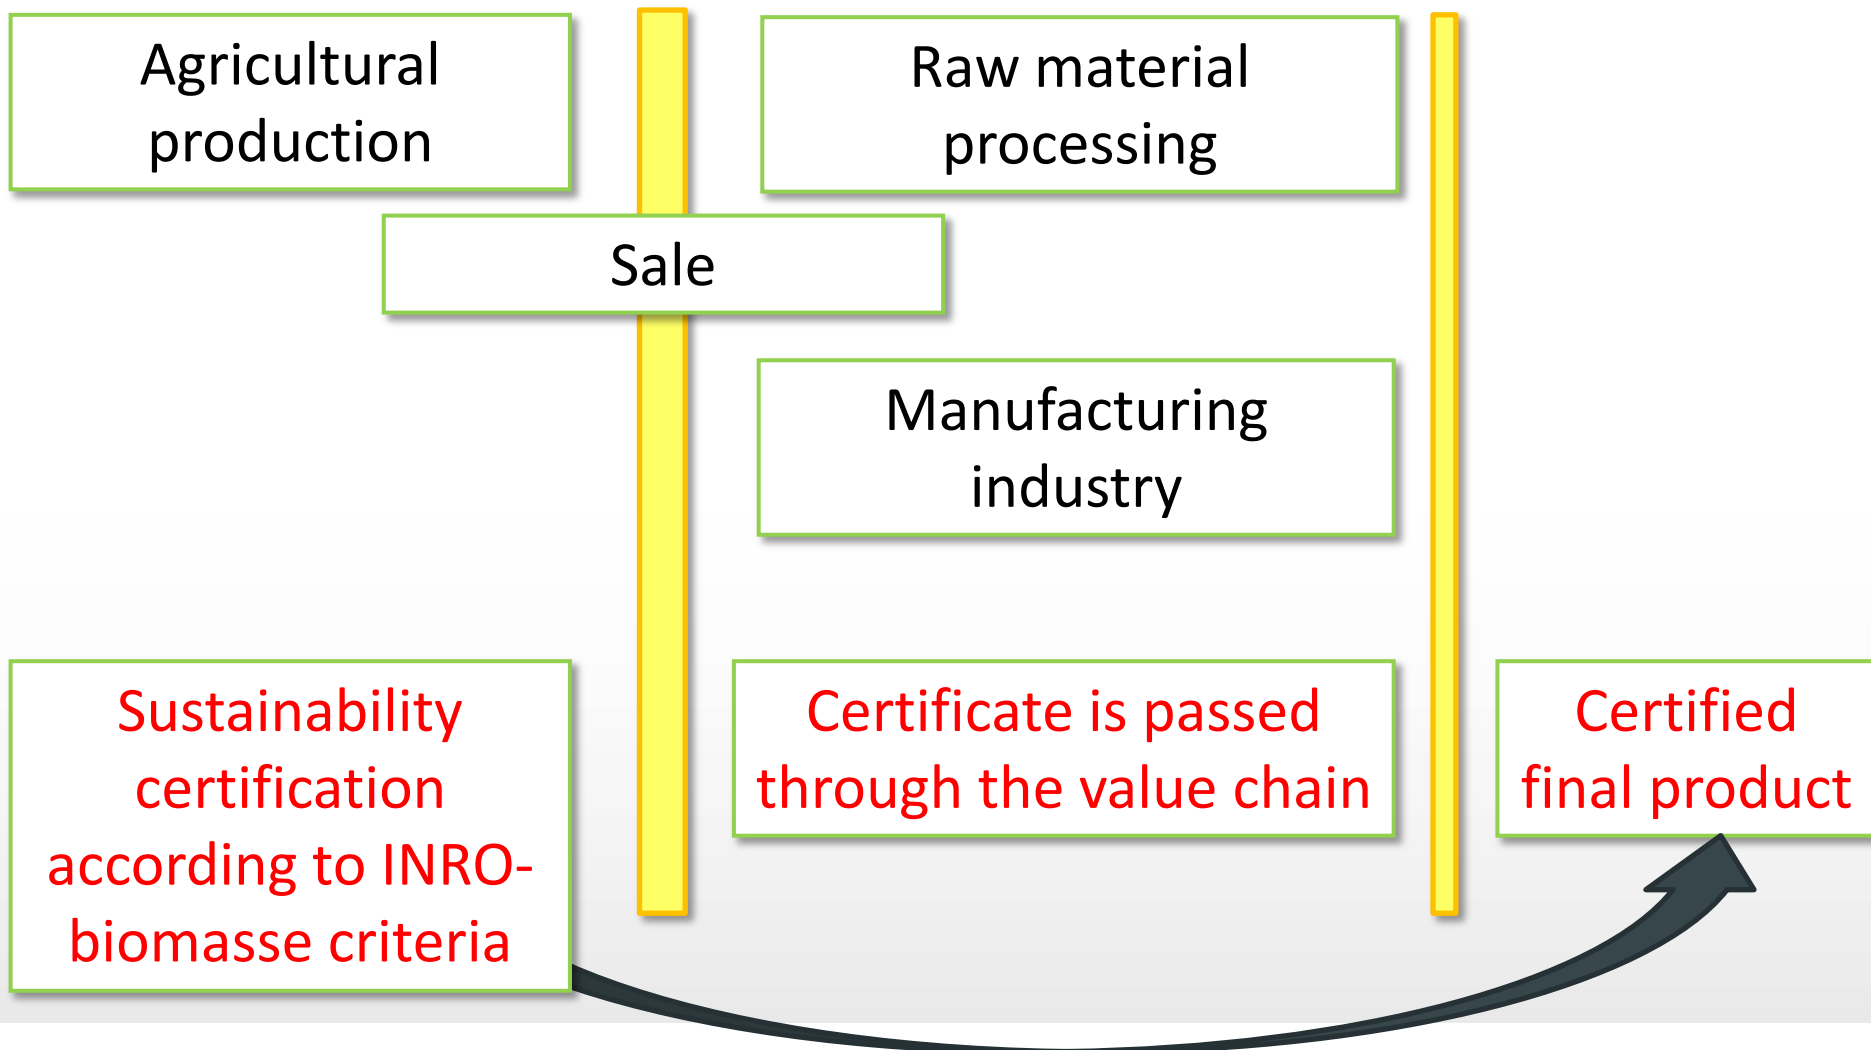 Agricultural
production
Raw material
processing
Sale
Manufacturing
industry
Sustainability
certification
according to INRO-
biomasse criteria
Certificate is passed
through the value chain
Certified
final product